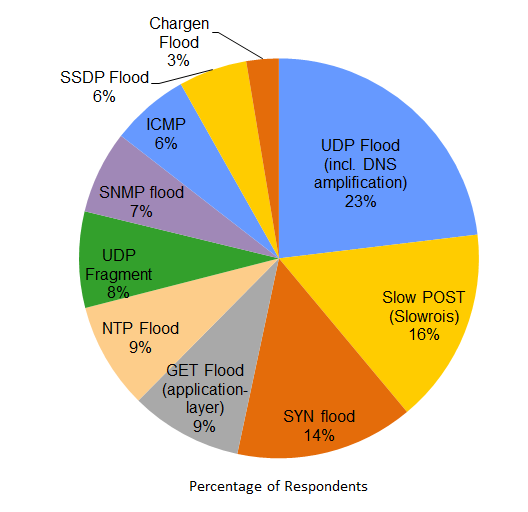 Chargen
Flood
3%
SSDP Flood
6%
ICMP
6%
UDP Flood
(incl. DNS
amplification)
23%
SNMP flood
7%
UDP
Fragment
8%
Slow POST
(Slowrois)
16%
NTP Flood
9%
GET Flood
(application-
layer)
9%
SYN flood
14%
Percentage of Respondents